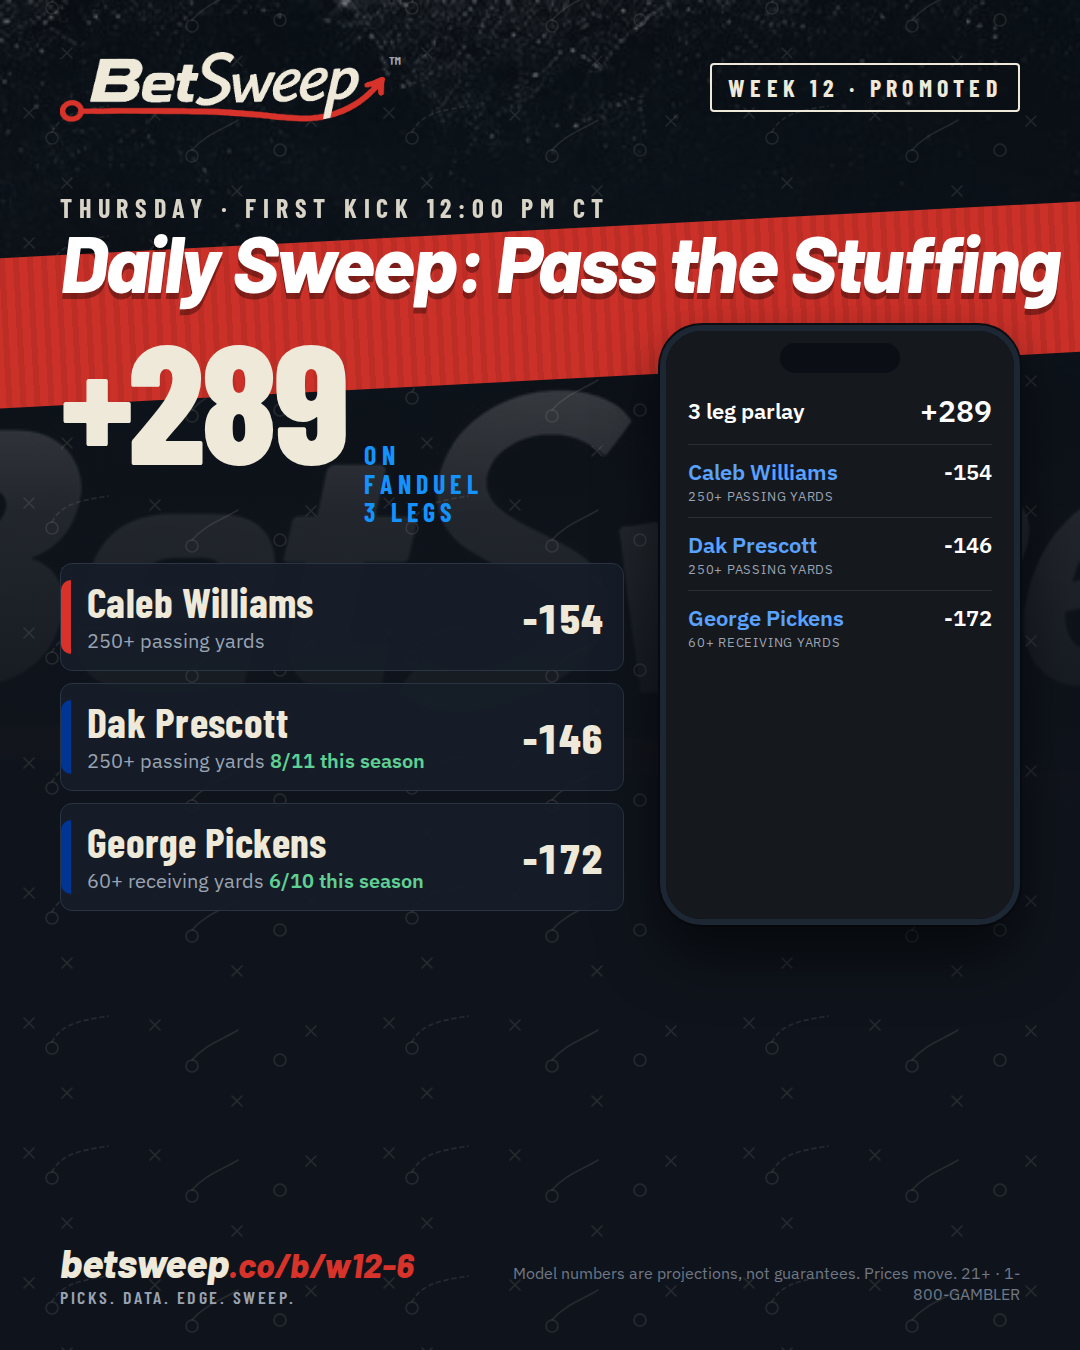 BetSweep™
WEEK 12 · PROMOTED
THURSDAY · FIRST KICK 12:00 PM CT
Daily Sweep: Pass the Stuffing
+289
ON
FANDUEL
3 LEGS
Caleb Williams
-154
250+ passing yards
Dak Prescott
-146
250+ passing yards 8/11 this season
George Pickens
-172
60+ receiving yards 6/10 this season
3 leg parlay +289
Caleb Williams -154
250+ PASSING YARDS
Dak Prescott -146
250+ PASSING YARDS
George Pickens -172
60+ RECEIVING YARDS
betsweep.co/b/w12-6
PICKS. DATA. EDGE. SWEEP.
Model numbers are projections, not guarantees. Prices move. 21+ · 1-
800-GAMBLER